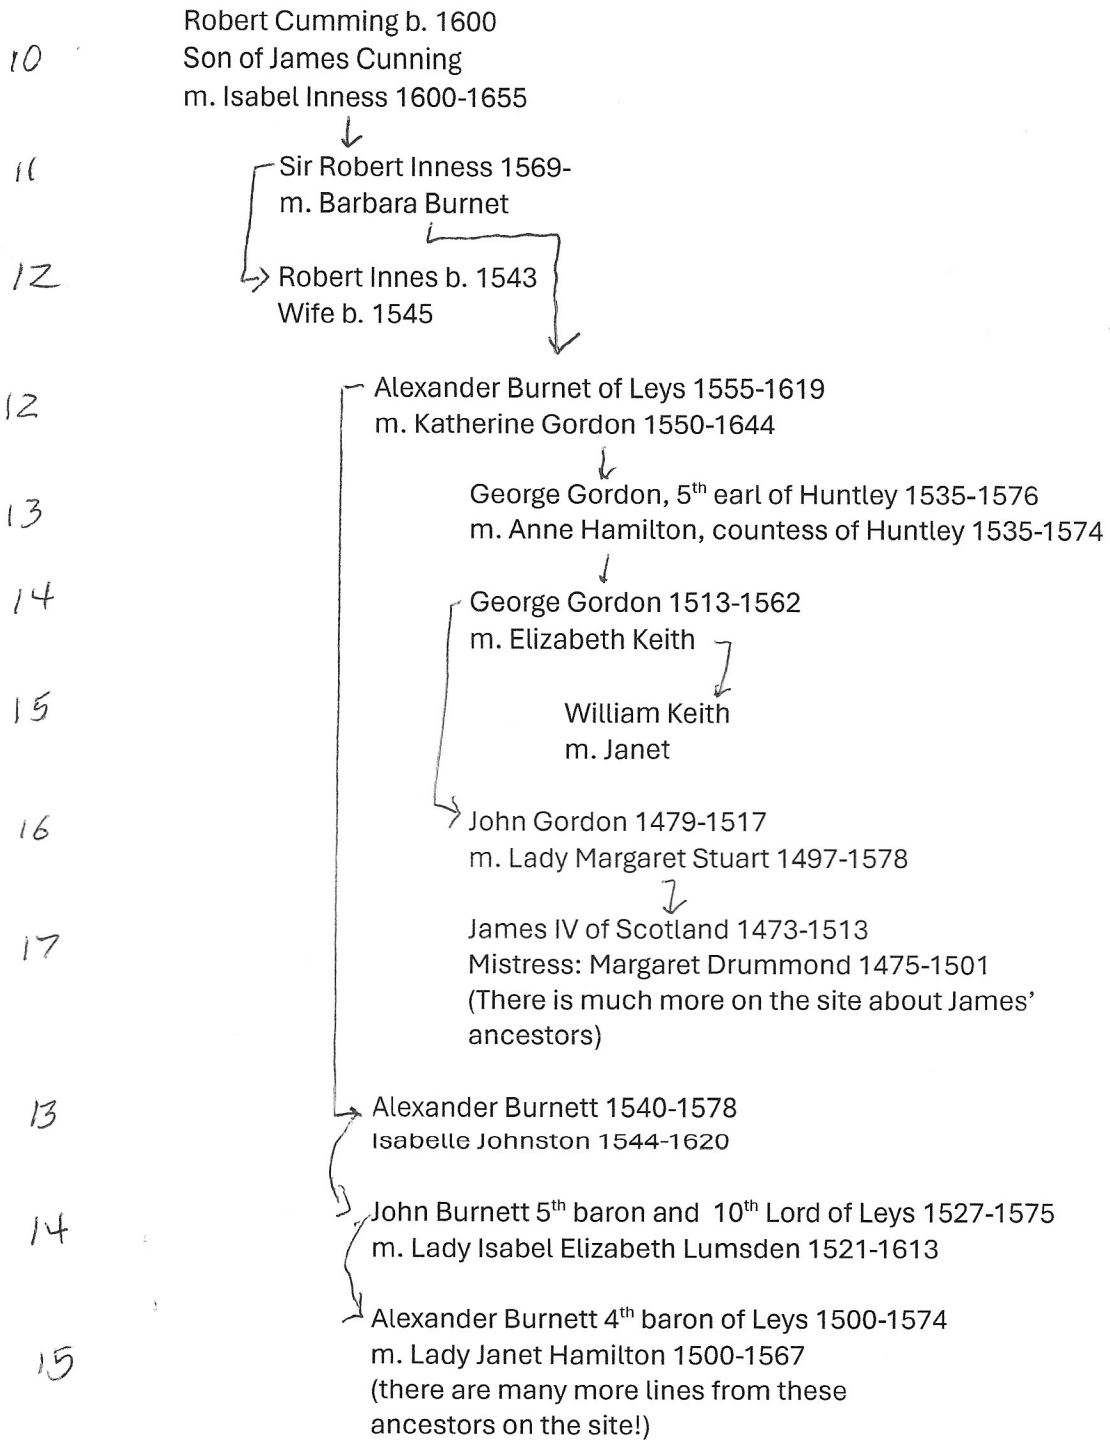 Robert Cumming b. 1600
10 Son of James Cunning
m. Isabel Inness 1600-1655
11 Sir Robert Inness 1569-
m. Barbara Burnet
12 Robert Innes b. 1543
Wife b. 1545
12 Alexander Burnet of Leys 1555-1619
m. Katherine Gordon 1550-1644
13 George Gordon, 5th earl of Huntley 1535-1576
m. Anne Hamilton, countess of Huntley 1535-1574
14 George Gordon 1513-1562
m. Elizabeth Keith
15 William Keith
m. Janet
16 John Gordon 1479-1517
m. Lady Margaret Stuart 1497-1578
17 James IV of Scotland 1473-1513
Mistress: Margaret Drummond 1475-1501
(There is much more on the site about James’
ancestors)
13 Alexander Burnett 1540-1578
Isabelle Johnston 1544-1620
14 John Burnett 5th baron and 10th Lord of Leys 1527-1575
m. Lady Isabel Elizabeth Lumsden 1521-1613
Alexander Burnett 4th baron of Leys 1500-1574
15 m. Lady Janet Hamilton 1500-1567
(there are many more lines from these
ancestors on the site!)